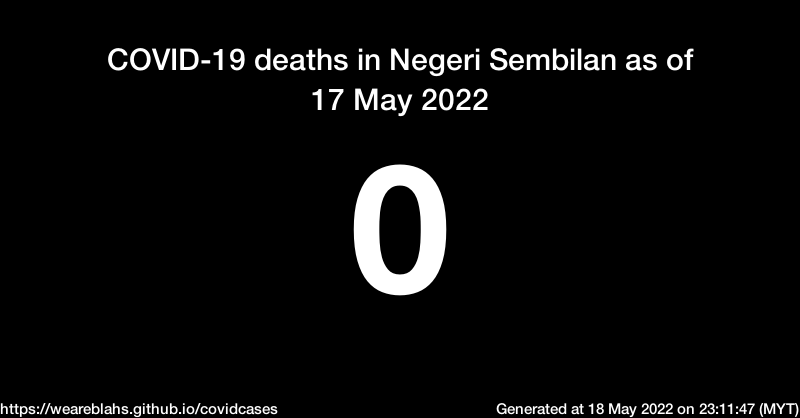 COVID-19 deaths in Negeri Sembilan as of
17 May 2022
0
https://weareblahs.github.io/covidcases
Generated at 18 May 2022 on 23:11:47 (MYT)